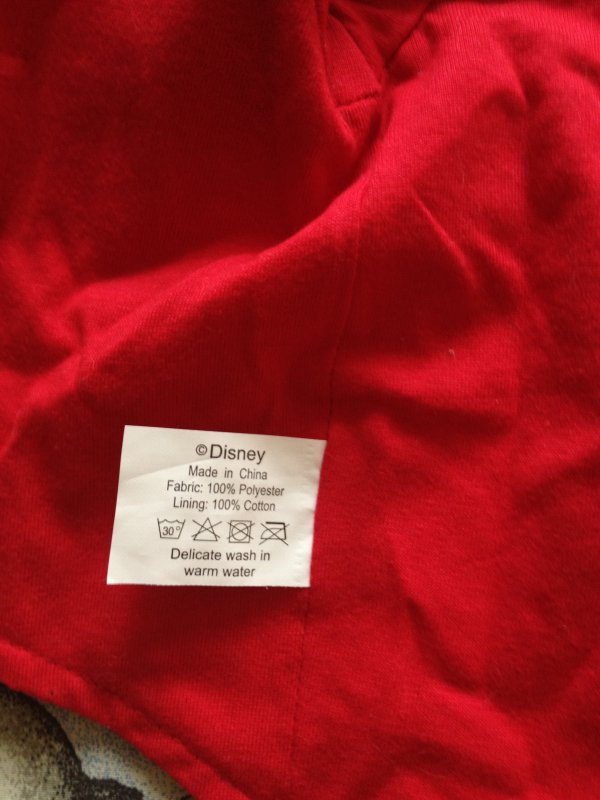 ©Disney
Made in China
Fabric: 100% Polyester
Lining: 100% Cotton
30°
Delicate wash in
warm water